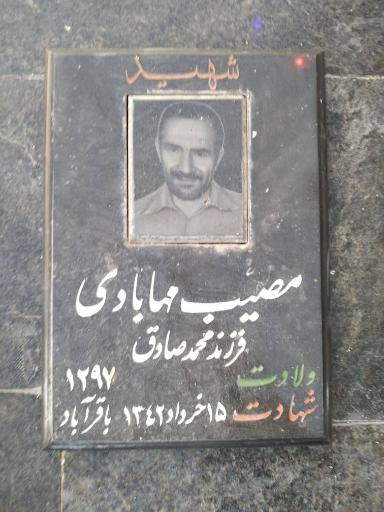 شهید
مصیب مهابادی
فرزند محمد صادق
ولادت ۱۲۹۷
شهادت ۱۵ خرداد ۱۳۴۲ باقرآباد